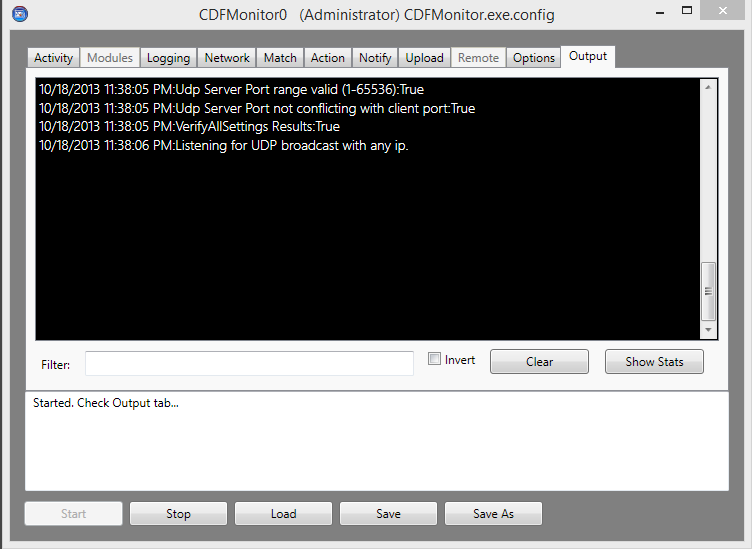 CDFMonitor0 (Administrator) CDFMonitor.exe.config
Activity Modules Logging Network Match Action Notify Upload Remote Options Output
10/18/2013 11:38:05 PM:Udp Server Port range valid (1-65536):True
10/18/2013 11:38:05 PM:Udp Server Port not conflicting with client port:True
10/18/2013 11:38:05 PM:VerifyAllSettings Results:True
10/18/2013 11:38:06 PM:Listening for UDP broadcast with any ip.
Filter: Invert Clear Show Stats
Started. Check Output tab...
Start Stop Load Save Save As